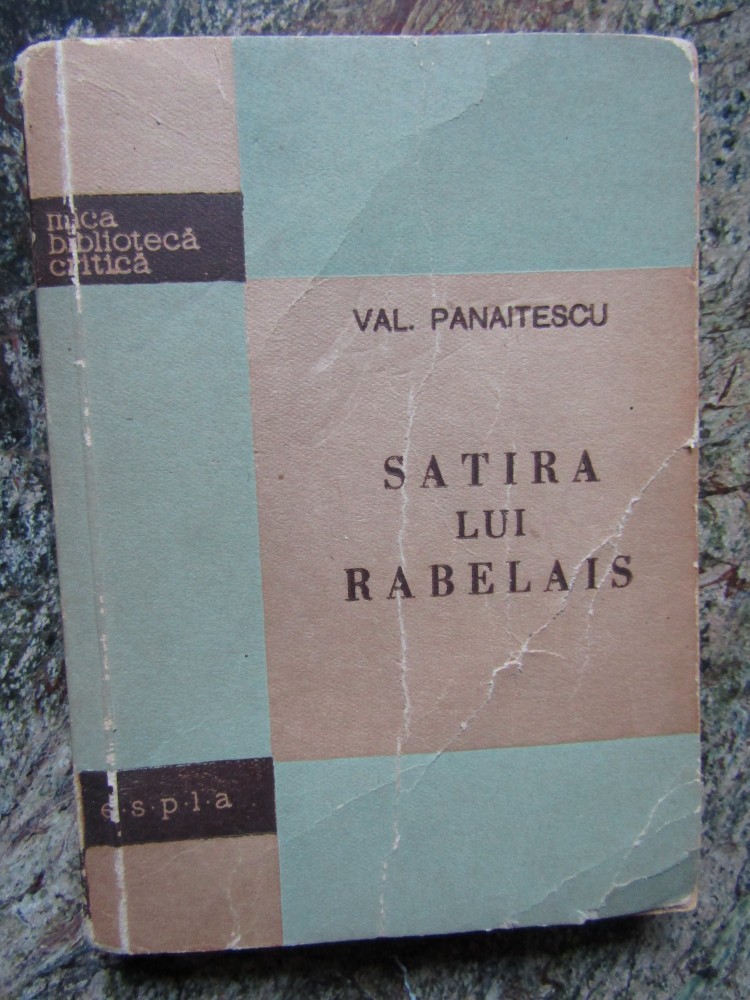 mica
bibliotecă
critică
VAL. PANAITESCU
SATIRA
LUI
RABELAIS
e·s·p·l·a